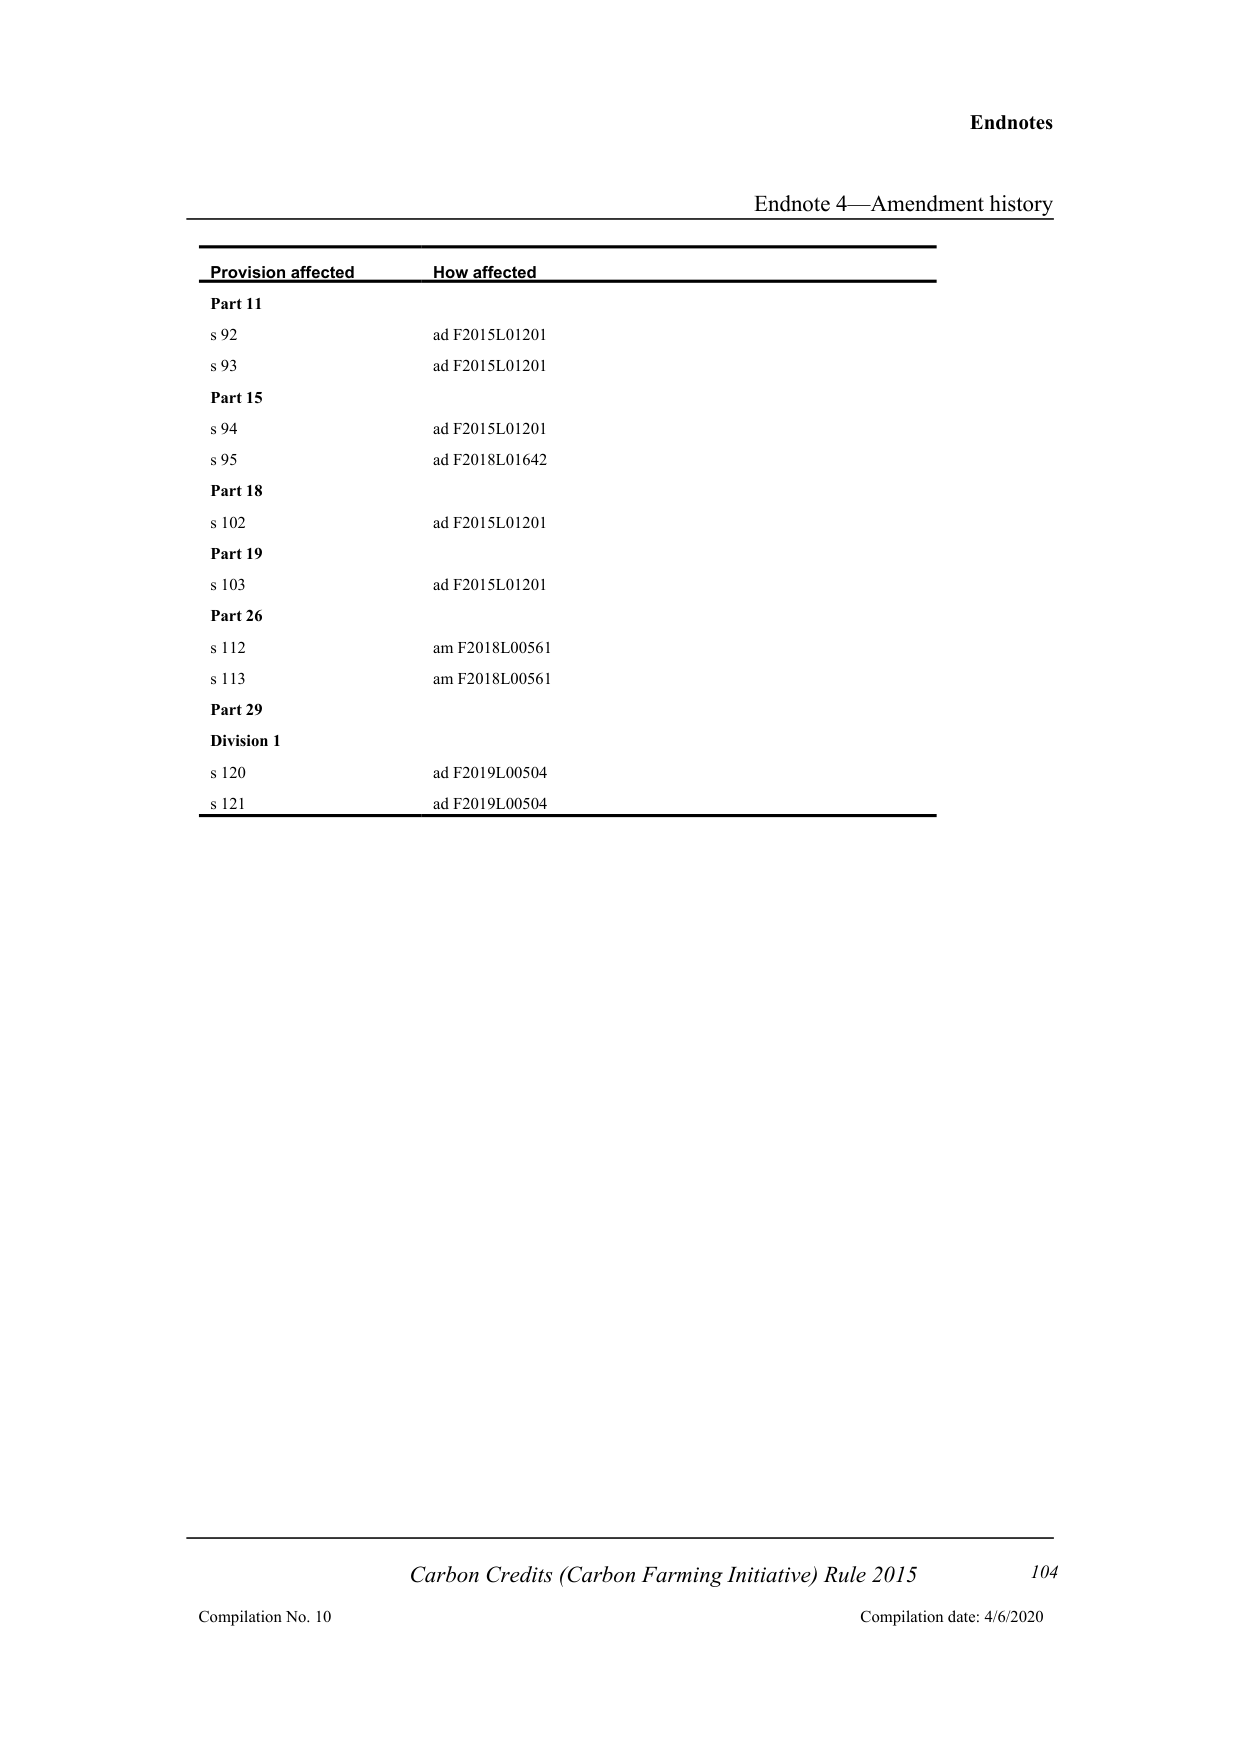 Endnotes
Endnote 4—Amendment history
Provision affected How affected
Part 11
s 92 ad F2015L01201
s 93 ad F2015L01201
Part 15
s 94 ad F2015L01201
s 95 ad F2018L01642
Part 18
s 102 ad F2015L01201
Part 19
s 103 ad F2015L01201
Part 26
s 112 am F2018L00561
s 113 am F2018L00561
Part 29
Division 1
s 120 ad F2019L00504
s 121 ad F2019L00504
Carbon Credits (Carbon Farming Initiative) Rule 2015 104
Compilation No. 10 Compilation date: 4/6/2020